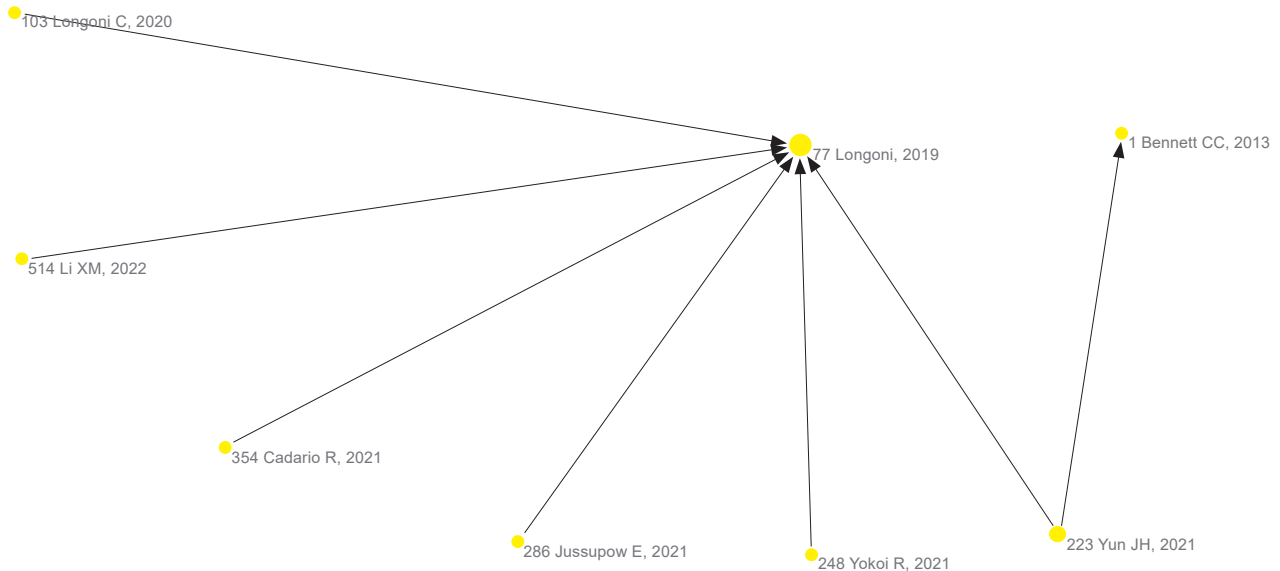 103 Longoni C, 2020
1 Bennett CC, 2013
77 Longoni, 2019
514 Li XM, 2022
354 Cadario R, 2021
286 Jussupow E, 2021
223 Yun JH, 2021
248 Yokoi R, 2021